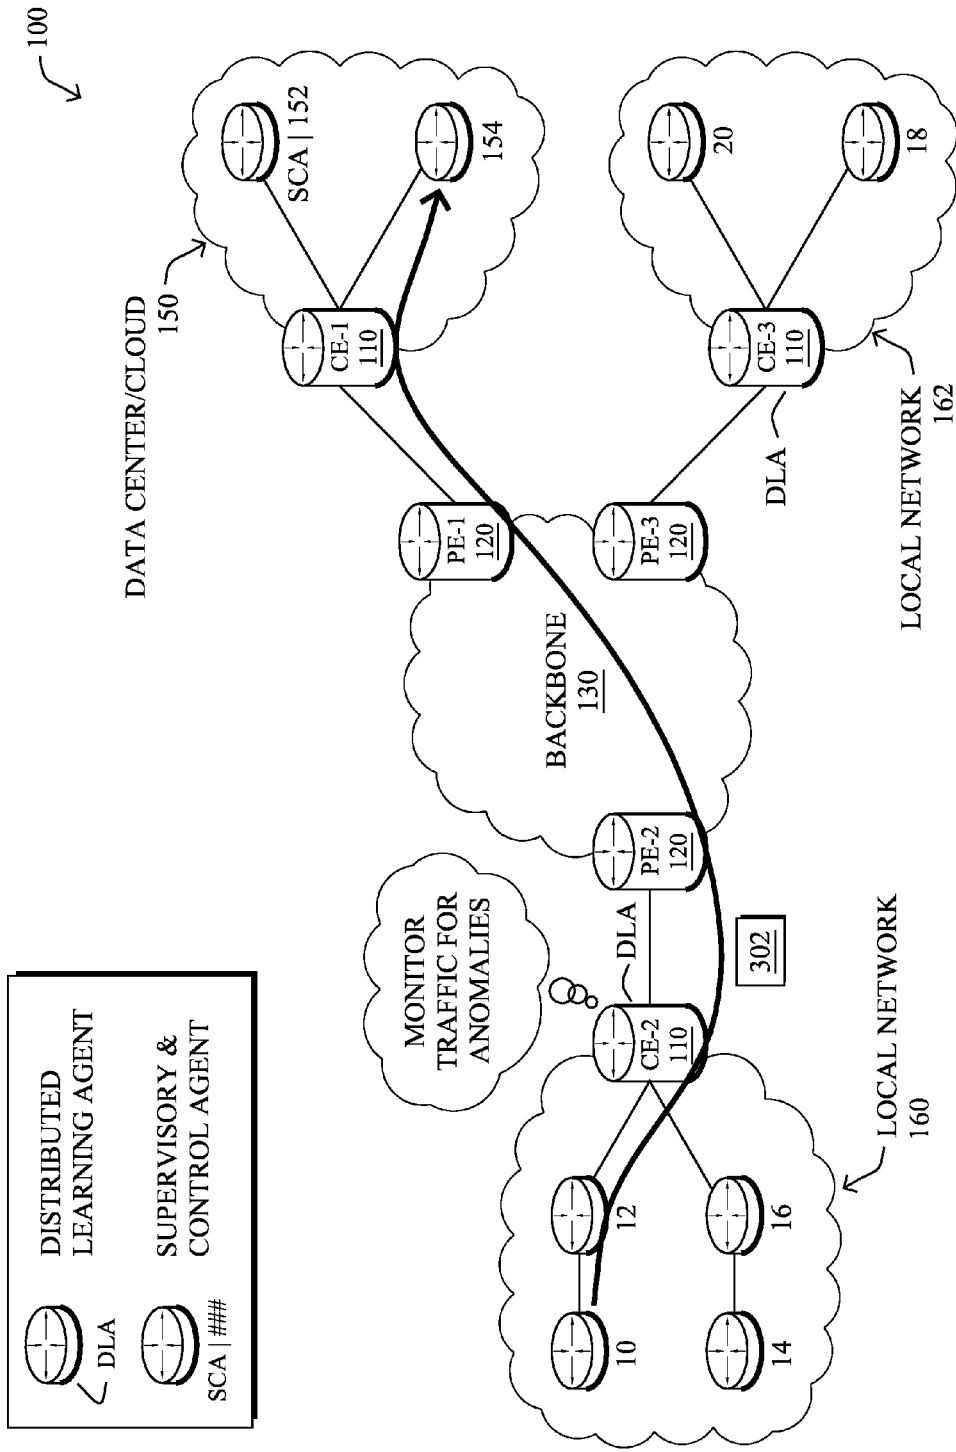 100
DATA CENTER/CLOUD
150
SCA | 152
154
CE-1
110
PE-1
120
BACKBONE
130
PE-3
120
CE-3
110
DLA
20
18
LOCAL NETWORK
162
PE-2
120
MONITOR
TRAFFIC FOR
ANOMALIES
DLA
CE-2
110
302
12
10
16
14
LOCAL NETWORK
160
DLA
DISTRIBUTED
LEARNING AGENT
SCA | ###
SUPERVISORY &
CONTROL AGENT